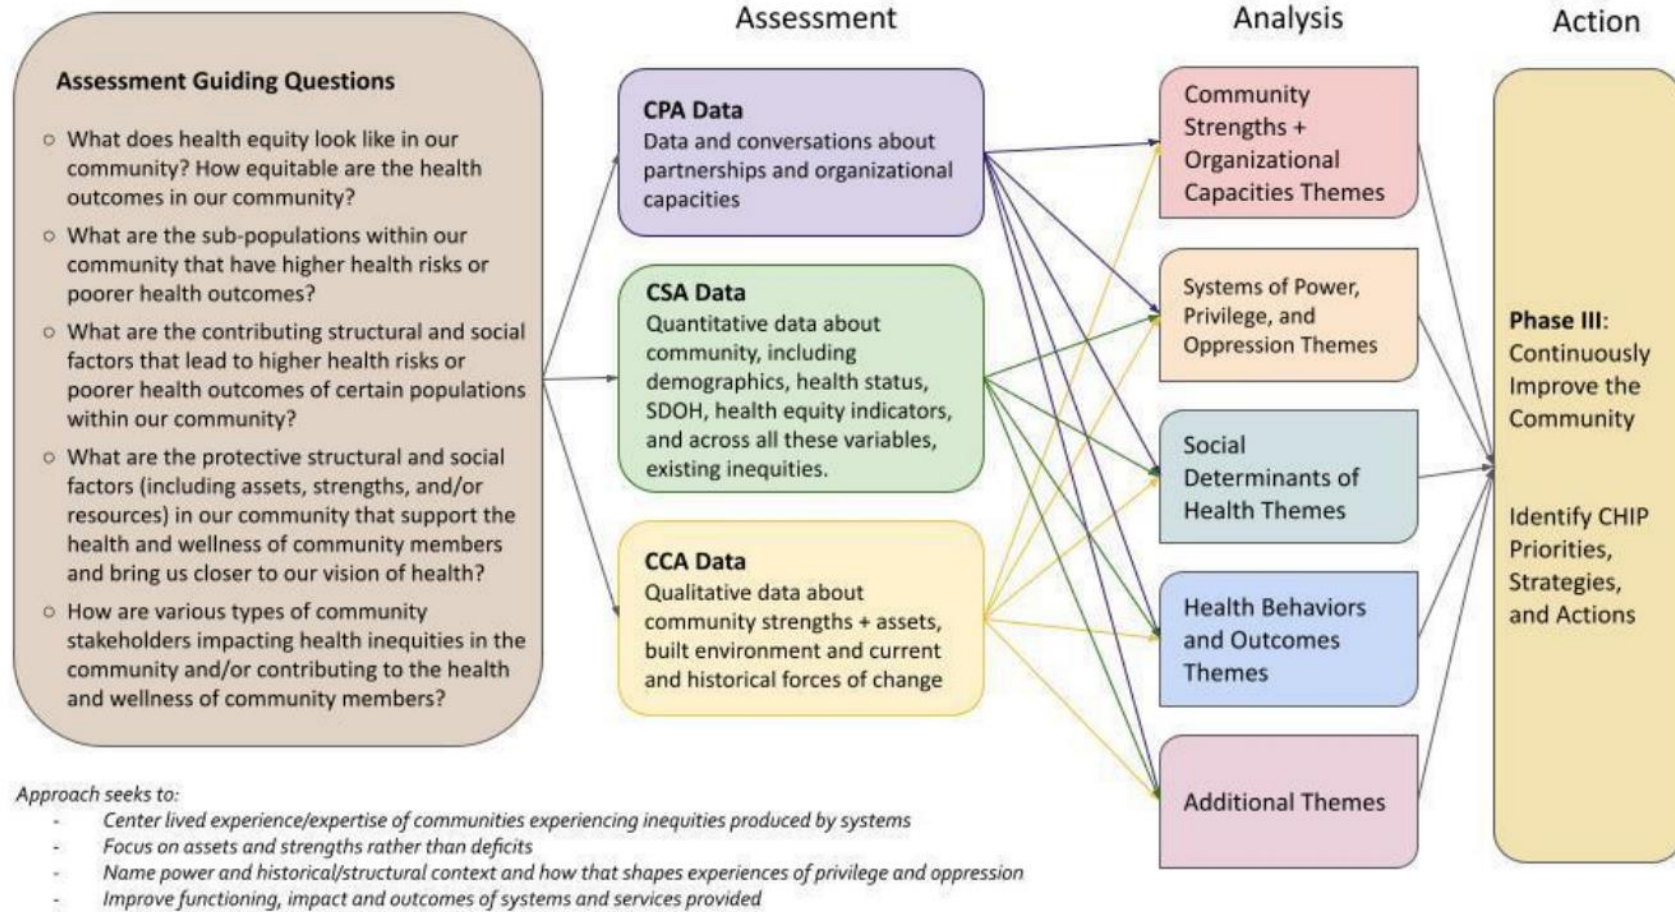 Assessment
Analysis
Action
Assessment Guiding Questions
○ What does health equity look like in our
community? How equitable are the health
outcomes in our community?
○ What are the sub-populations within our
community that have higher health risks or
poorer health outcomes?
○ What are the contributing structural and social
factors that lead to higher health risks or
poorer health outcomes of certain populations
within our community?
○ What are the protective structural and social
factors (including assets, strengths, and/or
resources) in our community that support the
health and wellness of community members
and bring us closer to our vision of health?
○ How are various types of community
stakeholders impacting health inequities in the
community and/or contributing to the health
and wellness of community members?
CPA Data
Data and conversations about
partnerships and organizational
capacities
CSA Data
Quantitative data about
community, including
demographics, health status,
SDOH, health equity indicators,
and across all these variables,
existing inequities.
CCA Data
Qualitative data about
community strengths + assets,
built environment and current
and historical forces of change
Community
Strengths +
Organizational
Capacities Themes
Systems of Power,
Privilege, and
Oppression Themes
Social
Determinants of
Health Themes
Health Behaviors
and Outcomes
Themes
Additional Themes
Phase III:
Continuously
Improve the
Community
Identify CHIP
Priorities,
Strategies,
and Actions
Approach seeks to:
- Center lived experience/expertise of communities experiencing inequities produced by systems
- Focus on assets and strengths rather than deficits
- Name power and historical/structural context and how that shapes experiences of privilege and oppression
- Improve functioning, impact and outcomes of systems and services provided